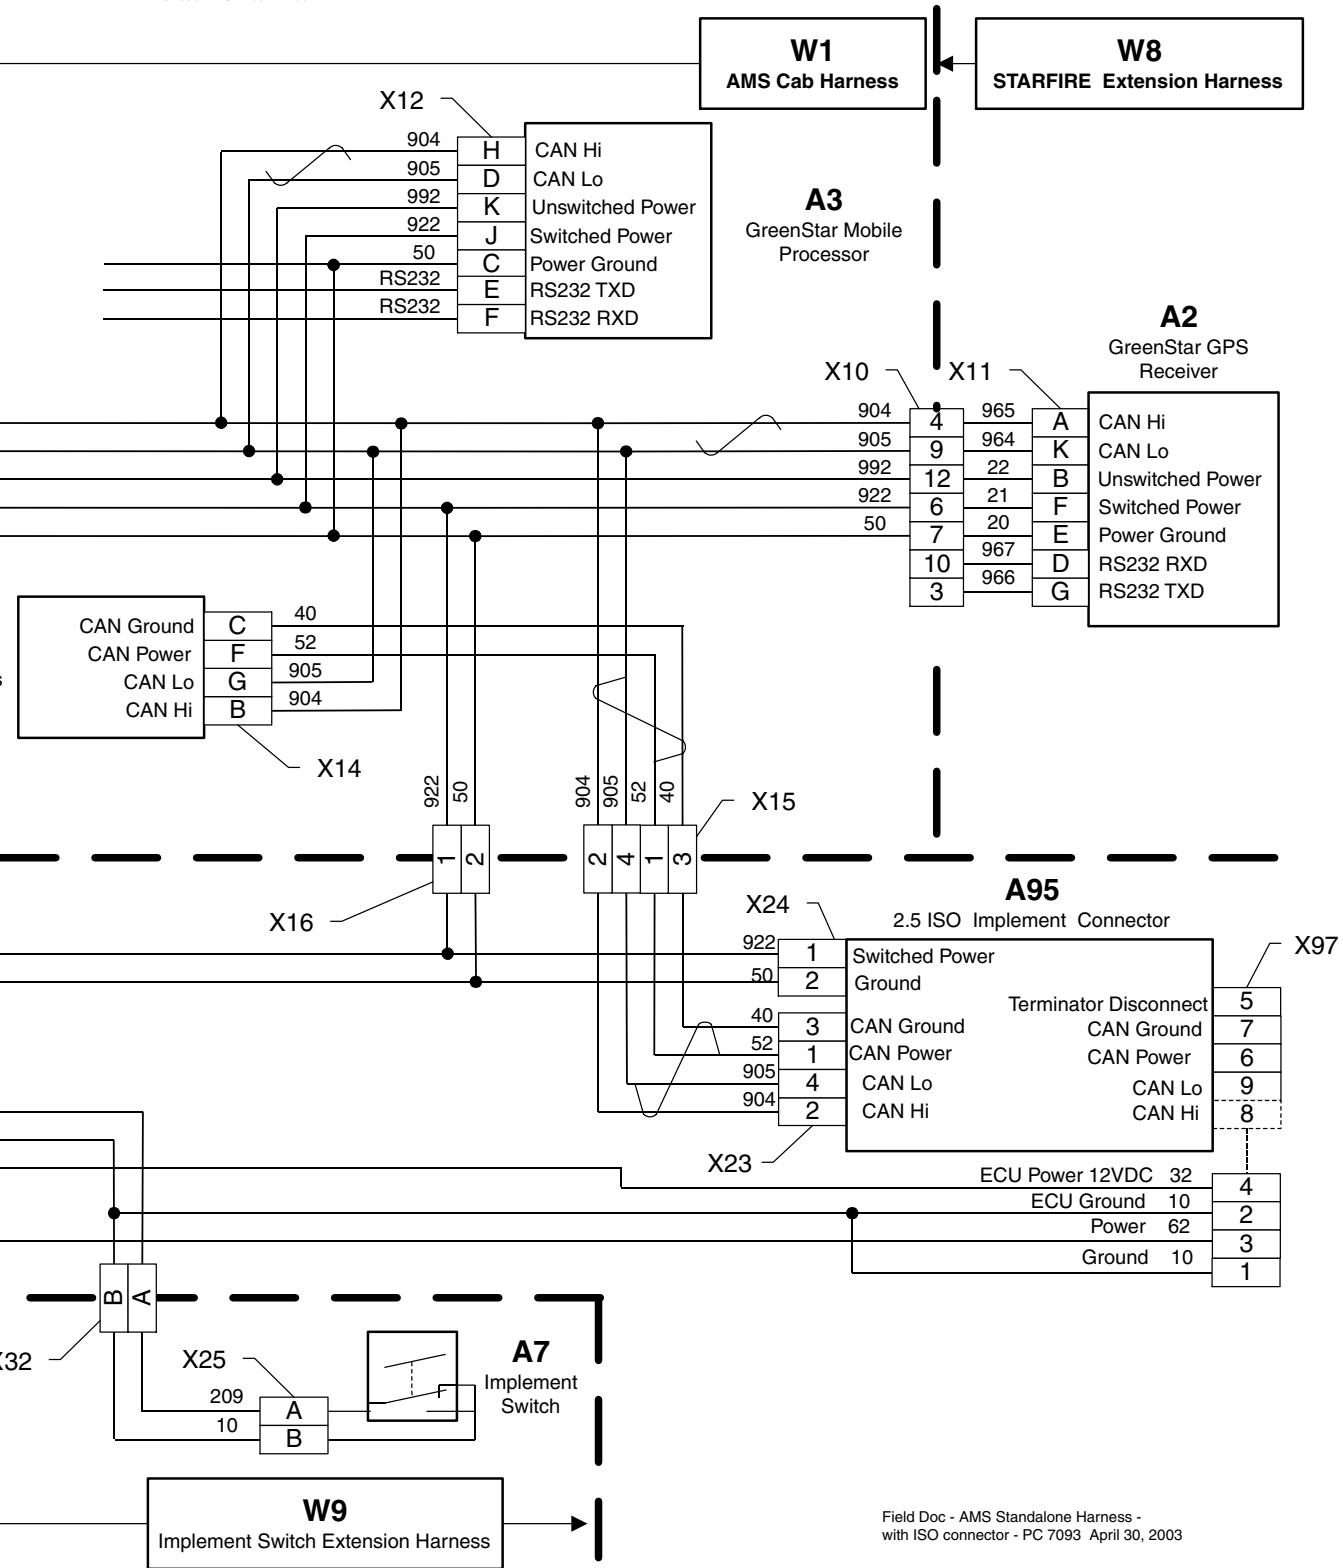 W1
AMS Cab Harness
W8
STARFIRE Extension Harness
X12
904 H CAN Hi
905 D CAN Lo
992 K Unswitched Power
922 J Switched Power
50 C Power Ground
RS232 E RS232 TXD
RS232 F RS232 RXD
A3
GreenStar Mobile
Processor
A2
GreenStar GPS
Receiver
X10
X11
904 4 965 A CAN Hi
905 9 964 K CAN Lo
992 12 22 B Unswitched Power
922 6 21 F Switched Power
50 7 20 E Power Ground
10 967 D RS232 RXD
3 966 G RS232 TXD
CAN Ground C 40
CAN Power F 52
CAN Lo G 905
CAN Hi B 904
X14
922 50
904 905 52 40
X15
1 2
2 4 1 3
X16
A95
2.5 ISO Implement Connector
X24
922 1 Switched Power
50 2 Ground
X97
40 3 CAN Ground
52 1 CAN Power
905 4 CAN Lo
904 2 CAN Hi
X23
Terminator Disconnect 5
CAN Ground 7
CAN Power 6
CAN Lo 9
CAN Hi 8
ECU Power 12VDC 32 4
ECU Ground 10 2
Power 62 3
Ground 10 1
B A
32
X25
209 A
10 B
A7
Implement
Switch
W9
Implement Switch Extension Harness
Field Doc - AMS Standalone Harness -
with ISO connector - PC 7093 April 30, 2003